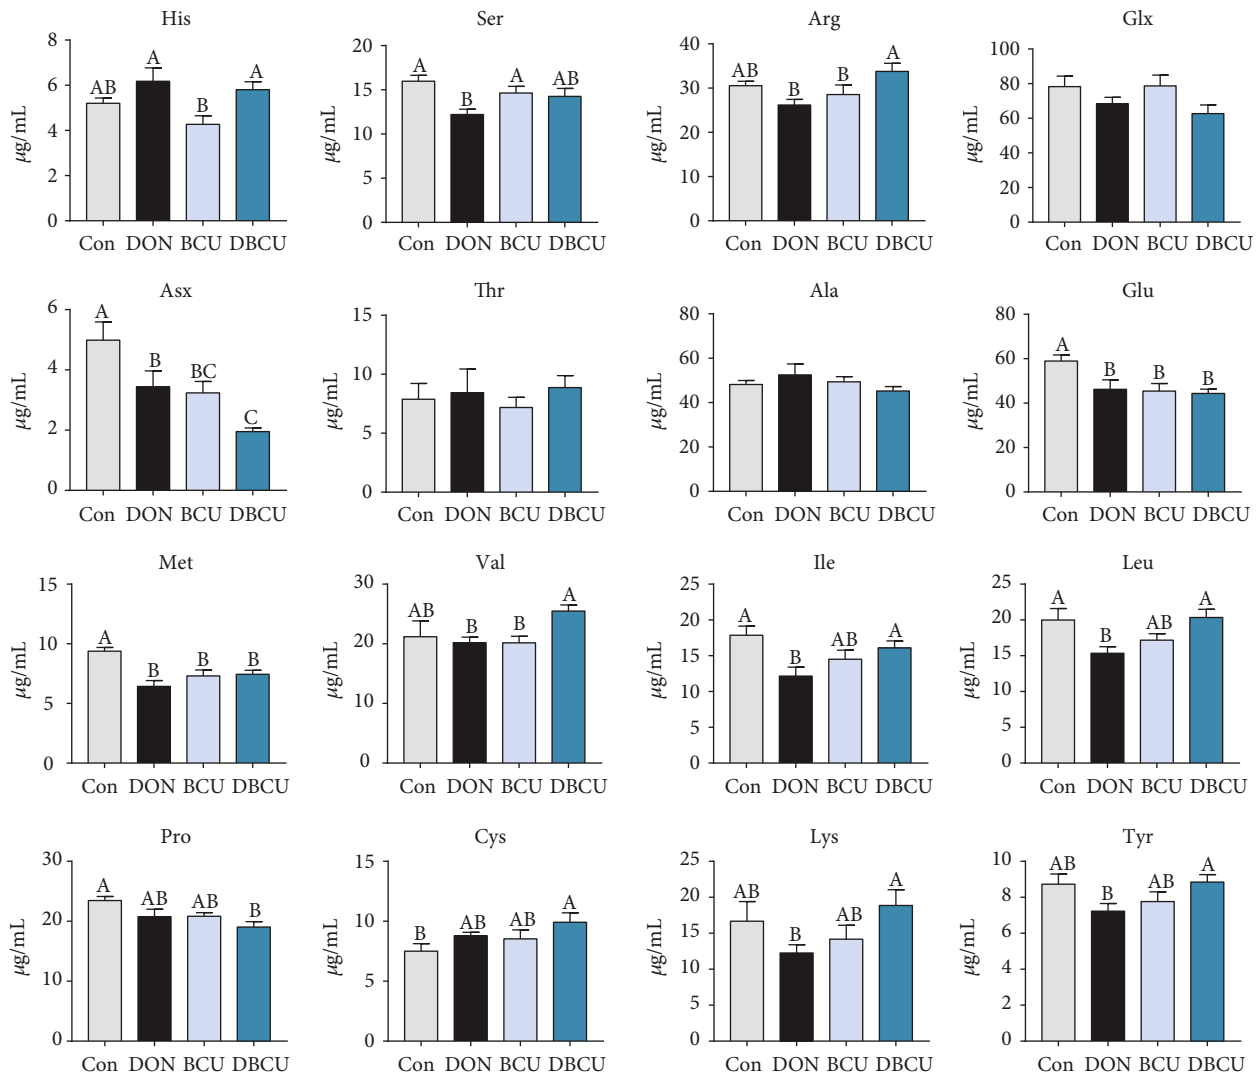 His
μg/mL
8
6
4
2
0
AB
A
B
A
Con DON BCU DBCU
Ser
μg/mL
20
15
10
5
0
A
B
A
AB
Con DON BCU DBCU
Arg
μg/mL
40
30
20
10
0
AB
B
B
A
Con DON BCU DBCU
Glx
μg/mL
100
80
60
40
20
0
Con DON BCU DBCU
Asx
μg/mL
6
4
2
0
A
B
BC
C
Con DON BCU DBCU
Thr
μg/mL
15
10
5
0
Con DON BCU DBCU
Ala
μg/mL
80
60
40
20
0
Con DON BCU DBCU
Glu
μg/mL
80
60
40
20
0
A
B
B
B
Con DON BCU DBCU
Met
μg/mL
15
10
5
0
A
B
B
B
Con DON BCU DBCU
Val
μg/mL
30
20
10
0
AB
B
B
A
Con DON BCU DBCU
Ile
μg/mL
25
20
15
10
5
0
A
B
AB
A
Con DON BCU DBCU
Leu
μg/mL
25
20
15
10
5
0
A
B
AB
A
Con DON BCU DBCU
Pro
μg/mL
30
20
10
0
A
AB
AB
B
Con DON BCU DBCU
Cys
μg/mL
15
10
5
0
B
AB
AB
A
Con DON BCU DBCU
Lys
μg/mL
25
20
15
10
5
0
AB
B
AB
A
Con DON BCU DBCU
Tyr
μg/mL
10
8
6
4
2
0
AB
B
AB
A
Con DON BCU DBCU